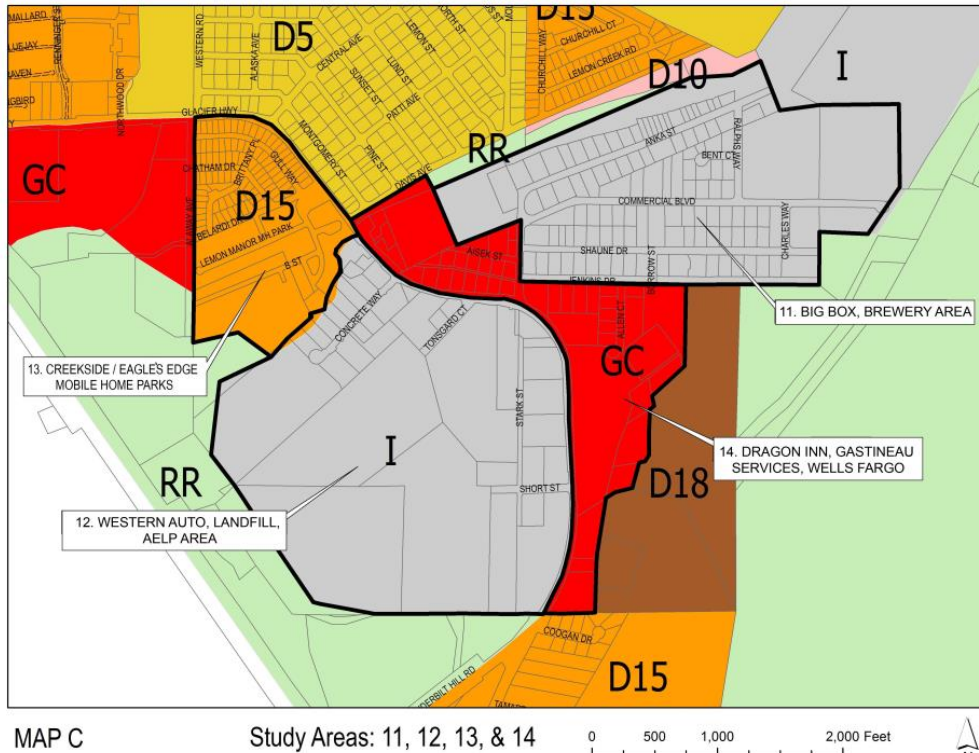 MALLARD
BLUEJAY
RENNINGER ST
NORTHWOOD DR
WESTERN RD
ALASKA AVE
D5
CENTRAL AVE
LEMON ST
LUND ST
SUNSET ST
PATTI AVE
MONTGOMERY ST
PINE ST
DAVIS AVE
GLACIER HWY
D15
CHURCHILL WAY
CHURCHILL CT
LEMON CREEK RD
D10
I
RR
ANKA ST
RALPHS WAY
BENT CT
COMMERCIAL BLVD
CHARLES WAY
SHAUNE DR
JENKINS DR
GC
CHATHAM DR
BRITTANY PL
GULL WAY
ALAWAY AVE
D15
BELARDI DR
LEMON MANOR MH PARK
B ST
AISEK ST
CONCRETE WAY
TONSGARD CT
ALLEN CT
11. BIG BOX, BREWERY AREA
13. CREEKSIDE / EAGLE'S EDGE
MOBILE HOME PARKS
GC
STARK ST
I
14. DRAGON INN, GASTINEAU
SERVICES, WELLS FARGO
RR
D18
SHORT ST
12. WESTERN AUTO, LANDFILL,
AELP AREA
COOGAN DR
D15
MAP C
Study Areas: 11, 12, 13, & 14
0 500 1,000 2,000 Feet